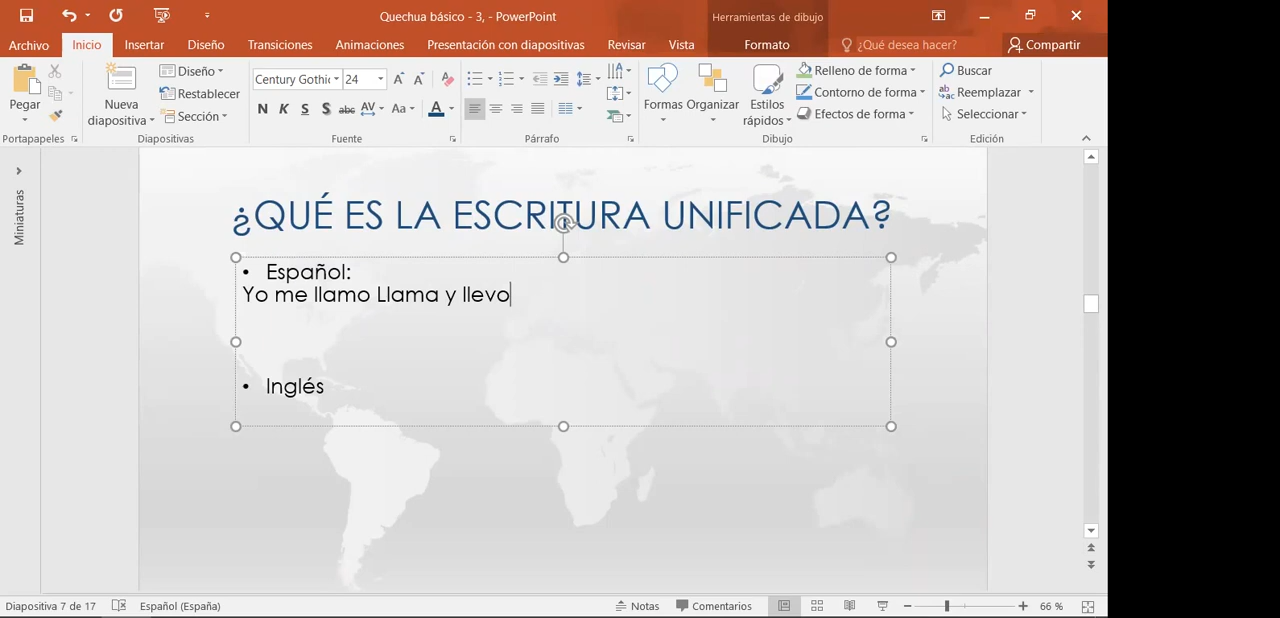 Quechua básico - 3, - PowerPoint
Herramientas de dibujo
Archivo
Inicio
Insertar
Diseño
Transiciones
Animaciones
Presentación con diapositivas
Revisar
Vista
Formato
¿Qué desea hacer?
Compartir
Pegar
Nueva
diapositiva
Diseño
Restablecer
Sección
Century Gothic
24
N K S S abc AV Aa A
Formas
Organizar
Estilos
rápidos
Relleno de forma
Contorno de forma
Efectos de forma
Buscar
Reemplazar
Seleccionar
Portapapeles
Diapositivas
Fuente
Párrafo
Dibujo
Edición
Miniaturas
¿QUÉ ES LA ESCRITURA UNIFICADA?
• Español:
Yo me llamo Llama y llevo
• Inglés
Diapositiva 7 de 17
Español (España)
Notas
Comentarios
66 %